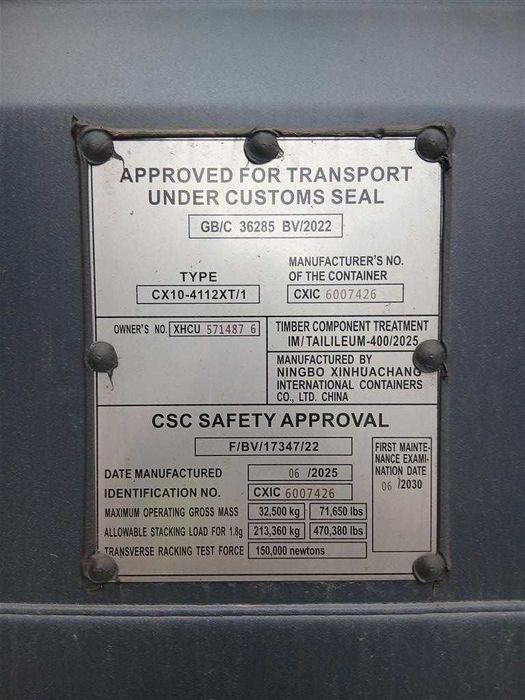 APPROVED FOR TRANSPORT
UNDER CUSTOMS SEAL
GB/C 36285 BV/2022
TYPE
CX10-4112XT/1
MANUFACTURER'S NO.
OF THE CONTAINER
CXIC 6007426
OWNER'S NO. XHCU 571487 6
TIMBER COMPONENT TREATMENT
IM/TAILILEUM-400/2025
MANUFACTURED BY
NINGBO XINHUACHANG
INTERNATIONAL CONTAINERS
CO., LTD. CHINA
CSC SAFETY APPROVAL
F/BV/17347/22
DATE MANUFACTURED 06 /2025
IDENTIFICATION NO. CXIC 6007426
MAXIMUM OPERATING GROSS MASS 32,500 kg 71,650 lbs
ALLOWABLE STACKING LOAD FOR 1.8g 213,360 kg 470,380 lbs
TRANSVERSE RACKING TEST FORCE 150,000 newtons
FIRST MAINTE-
NANCE EXAMI-
NATION DATE
06 /2030